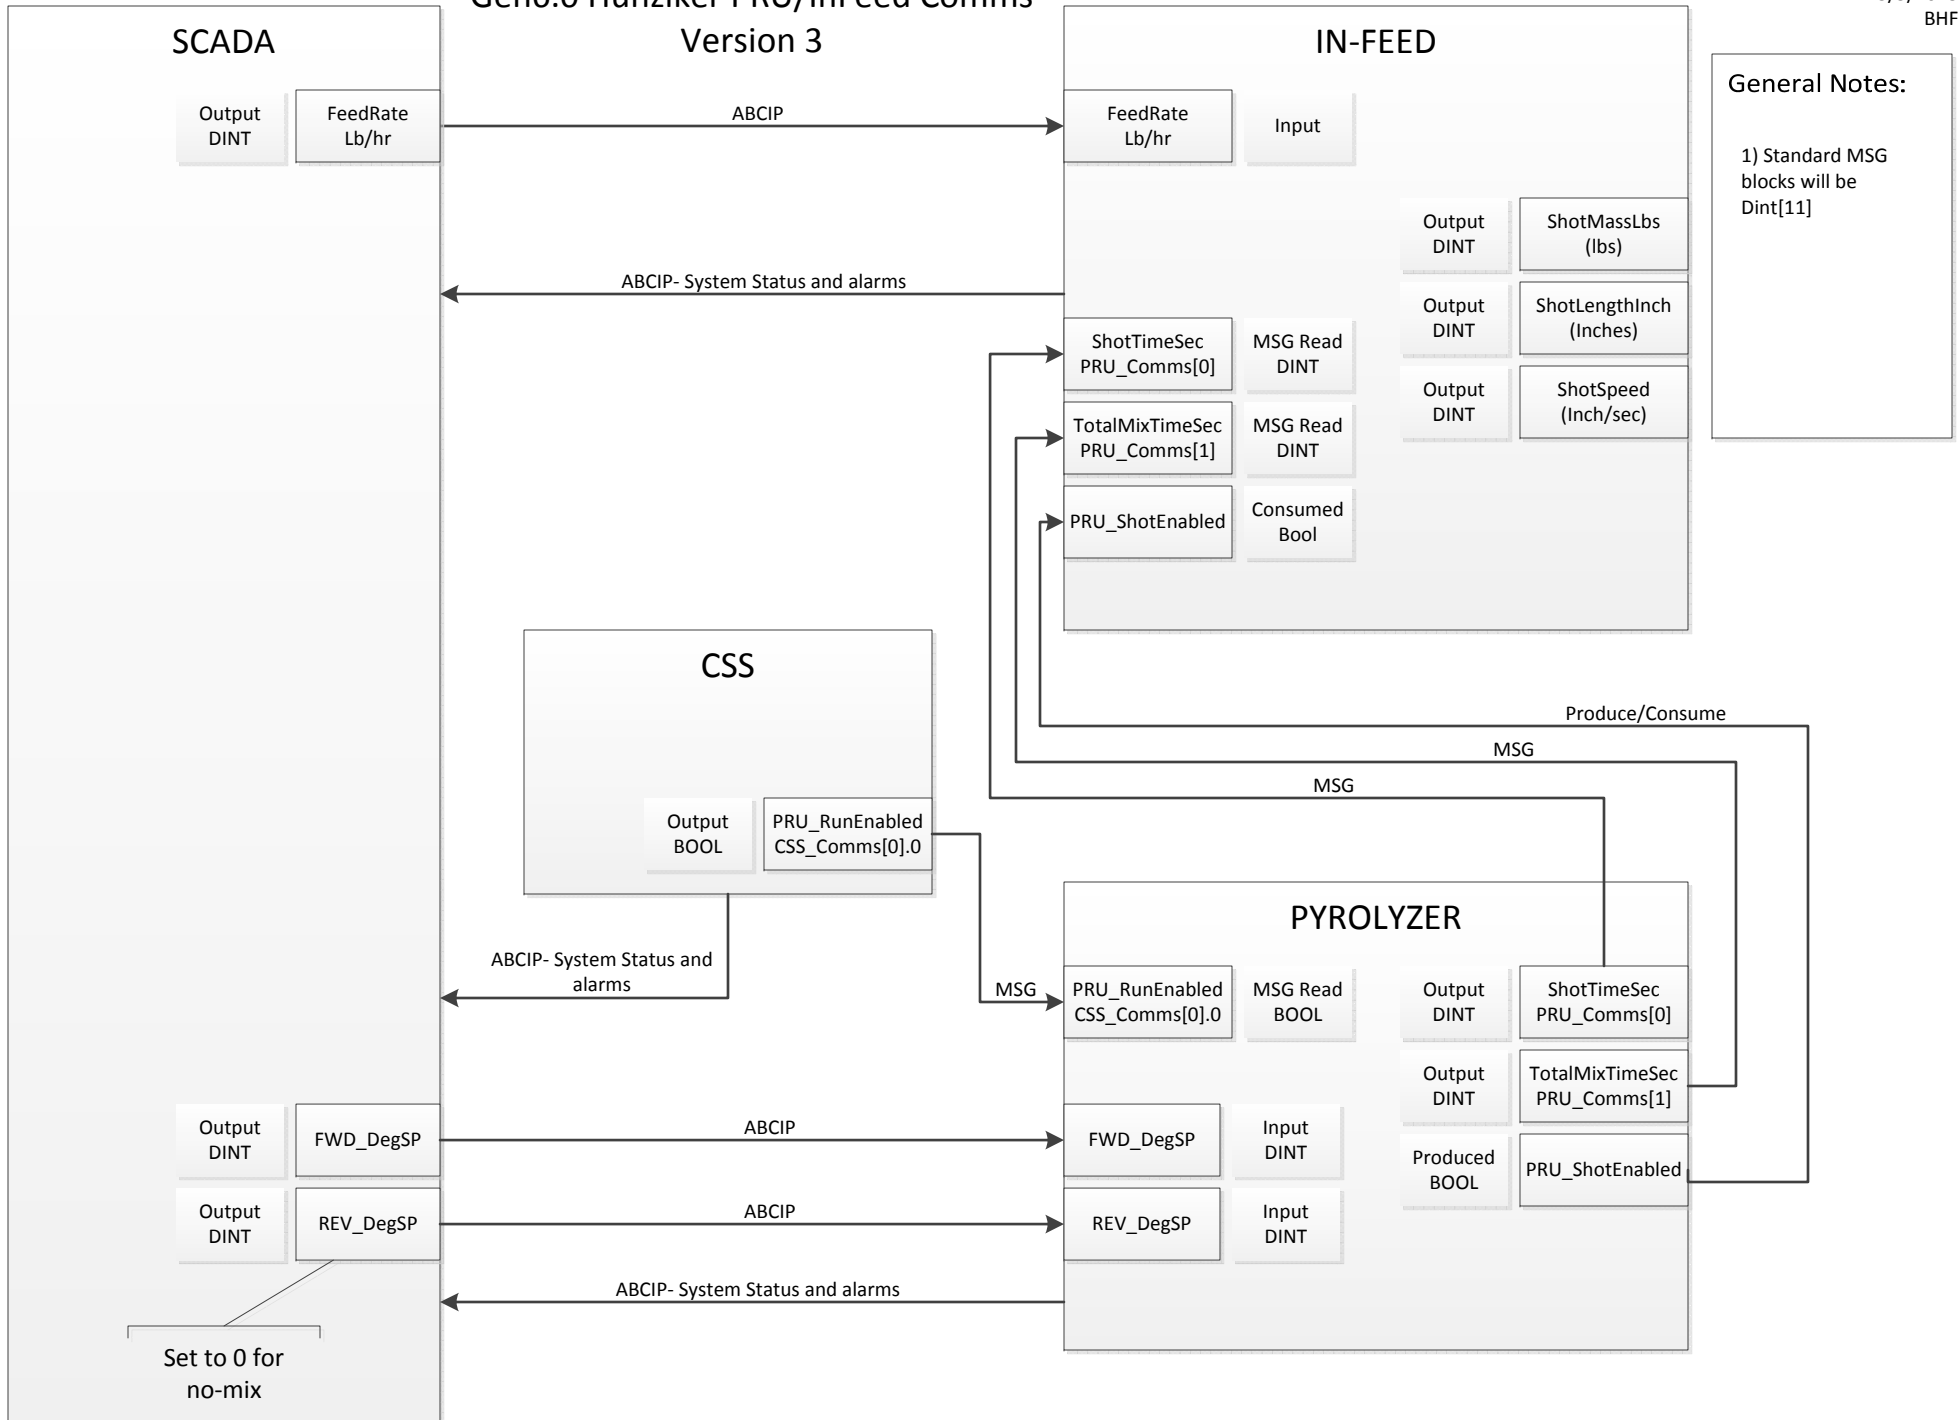 Version 3
BHF
SCADA
Output
DINT
FeedRate
Lb/hr
ABCIP
IN-FEED
FeedRate
Lb/hr
Input
General Notes:
1) Standard MSG
blocks will be
Dint[11]
Output
DINT
ShotMassLbs
(lbs)
ABCIP- System Status and alarms
Output
DINT
ShotLengthInch
(Inches)
ShotTimeSec
PRU_Comms[0]
MSG Read
DINT
Output
DINT
ShotSpeed
(Inch/sec)
TotalMixTimeSec
PRU_Comms[1]
MSG Read
DINT
PRU_ShotEnabled
Consumed
Bool
CSS
Produce/Consume
MSG
MSG
Output
BOOL
PRU_RunEnabled
CSS_Comms[0].0
PYROLYZER
ABCIP- System Status and
alarms
MSG
PRU_RunEnabled
CSS_Comms[0].0
MSG Read
BOOL
Output
DINT
ShotTimeSec
PRU_Comms[0]
Output
DINT
TotalMixTimeSec
PRU_Comms[1]
Output
DINT
FWD_DegSP
ABCIP
FWD_DegSP
Input
DINT
Produced
BOOL
PRU_ShotEnabled
Output
DINT
REV_DegSP
ABCIP
REV_DegSP
Input
DINT
ABCIP- System Status and alarms
Set to 0 for
no-mix